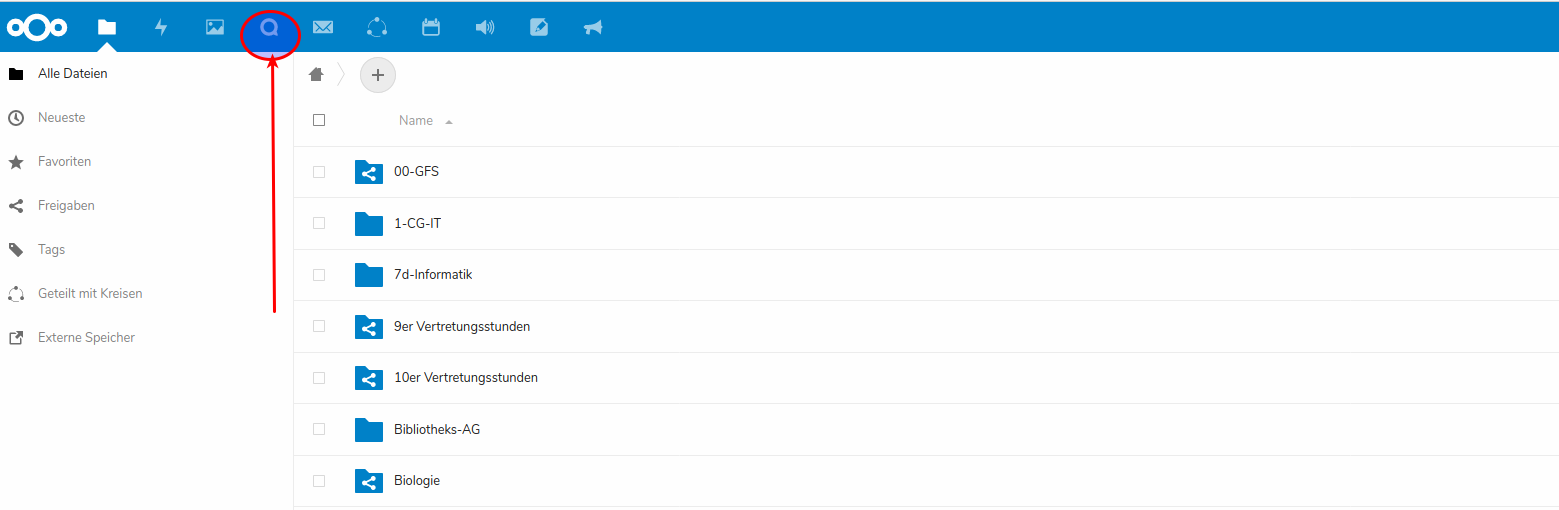 Alle Dateien
Neueste
Favoriten
Freigaben
Tags
Geteilt mit Kreisen
Externe Speicher
Name
00-GFS
1-CG-IT
7d-Informatik
9er Vertretungsstunden
10er Vertretungsstunden
Bibliotheks-AG
Biologie